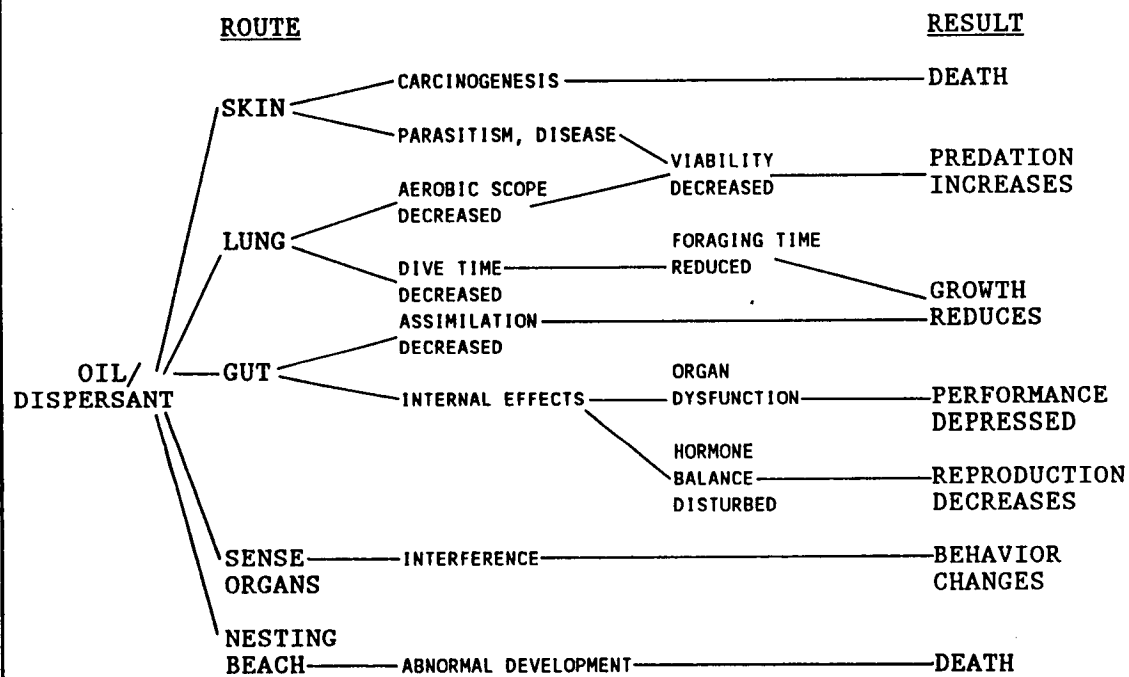 ROUTE
RESULT
CARCINOGENESIS
DEATH
SKIN
PARASITISM, DISEASE
VIABILITY
DECREASED
PREDATION
INCREASES
AEROBIC SCOPE
DECREASED
LUNG
FORAGING TIME
REDUCED
DIVE TIME
DECREASED
GROWTH
REDUCES
ASSIMILATION
DECREASED
OIL/
DISPERSANT
GUT
ORGAN
DYSFUNCTION
INTERNAL EFFECTS
PERFORMANCE
DEPRESSED
HORMONE
BALANCE
DISTURBED
REPRODUCTION
DECREASES
SENSE
ORGANS
INTERFERENCE
BEHAVIOR
CHANGES
NESTING
BEACH
ABNORMAL DEVELOPMENT
DEATH